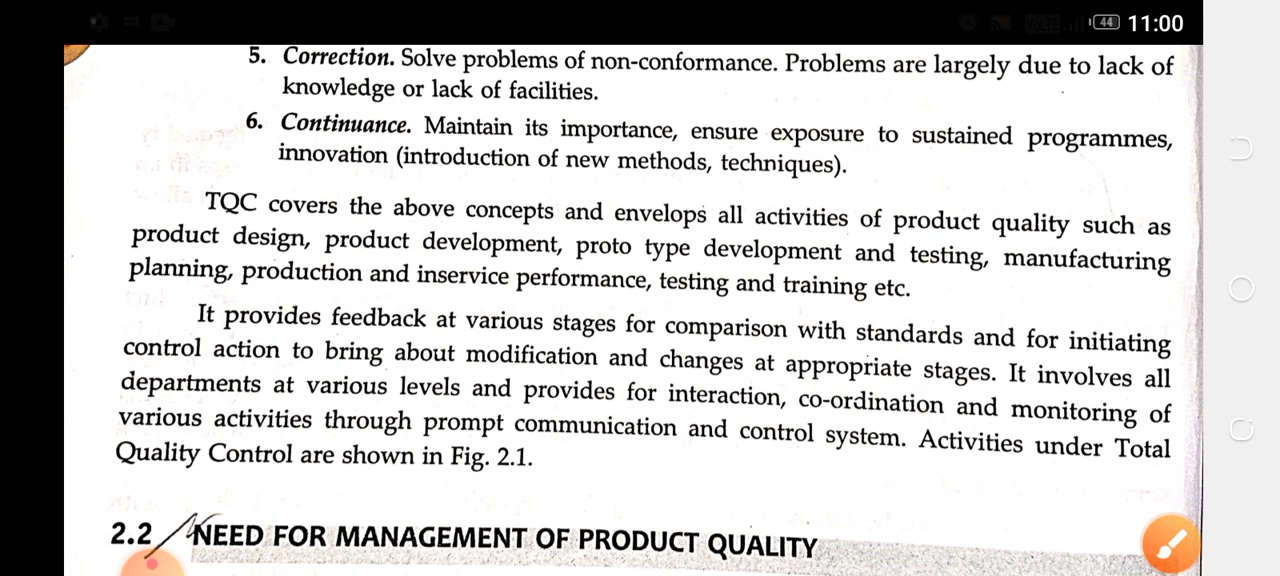 44 11:00
5. Correction. Solve problems of non-conformance. Problems are largely due to lack of
knowledge or lack of facilities.
6. Continuance. Maintain its importance, ensure exposure to sustained programmes,
innovation (introduction of new methods, techniques).
TQC covers the above concepts and envelops all activities of product quality such as
product design, product development, proto type development and testing, manufacturing
planning, production and inservice performance, testing and training etc.
It provides feedback at various stages for comparison with standards and for initiating
control action to bring about modification and changes at appropriate stages. It involves all
departments at various levels and provides for interaction, co-ordination and monitoring of
various activities through prompt communication and control system. Activities under Total
Quality Control are shown in Fig. 2.1.
2.2 NEED FOR MANAGEMENT OF PRODUCT QUALITY